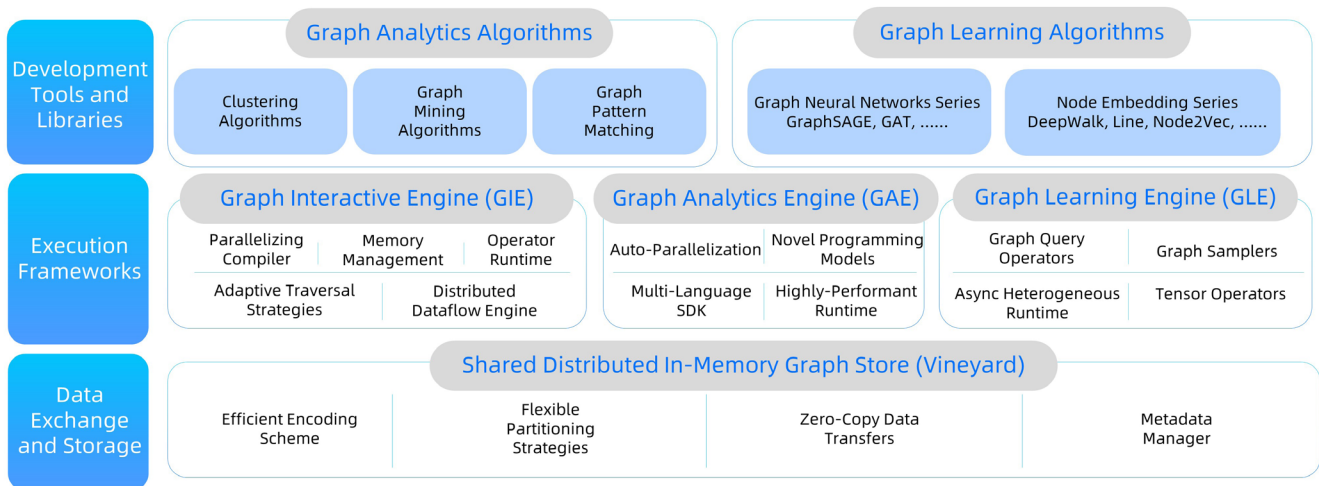 Development
Tools and
Libraries
Graph Analytics Algorithms
Clustering
Algorithms
Graph
Mining
Algorithms
Graph
Pattern
Matching
Graph Learning Algorithms
Graph Neural Networks Series
GraphSAGE, GAT, ......
Node Embedding Series
DeepWalk, Line, Node2Vec, ......
Execution
Frameworks
Graph Interactive Engine (GIE)
Parallelizing
Compiler
Memory
Management
Operator
Runtime
Adaptive Traversal
Strategies
Distributed
Dataflow Engine
Graph Analytics Engine (GAE)
Auto-Parallelization
Novel Programming
Models
Multi-Language
SDK
Highly-Performant
Runtime
Graph Learning Engine (GLE)
Graph Query
Operators
Graph Samplers
Async Heterogeneous
Runtime
Tensor Operators
Data
Exchange
and Storage
Shared Distributed In-Memory Graph Store (Vineyard)
Efficient Encoding
Scheme
Flexible
Partitioning
Strategies
Zero-Copy Data
Transfers
Metadata
Manager